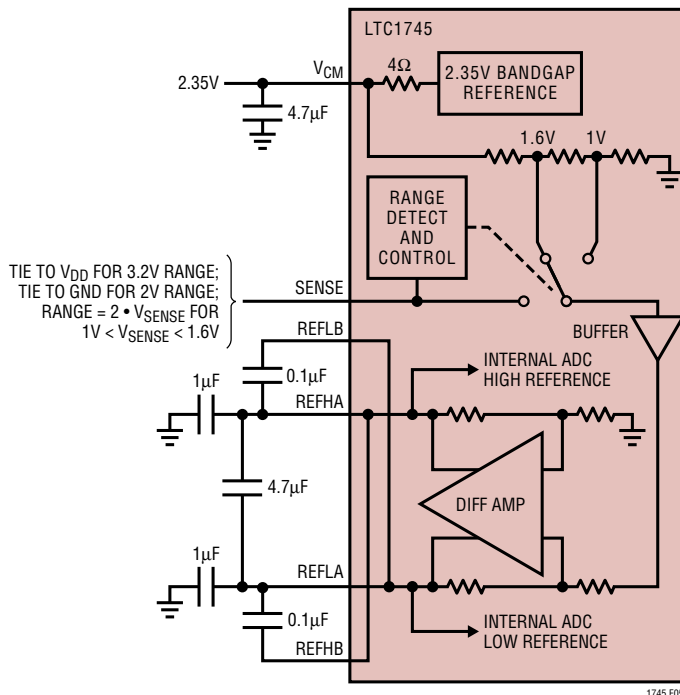 LTC1745
2.35V
VCM
4Ω
2.35V BANDGAP
REFERENCE
4.7µF
1.6V
1V
RANGE
DETECT
AND
CONTROL
TIE TO VDD FOR 3.2V RANGE;
TIE TO GND FOR 2V RANGE;
RANGE = 2 • VSENSE FOR
1V < VSENSE < 1.6V
SENSE
BUFFER
REFLB
INTERNAL ADC
HIGH REFERENCE
1µF
0.1µF
REFHA
4.7µF
DIFF AMP
1µF
REFLA
0.1µF
INTERNAL ADC
LOW REFERENCE
REFHB